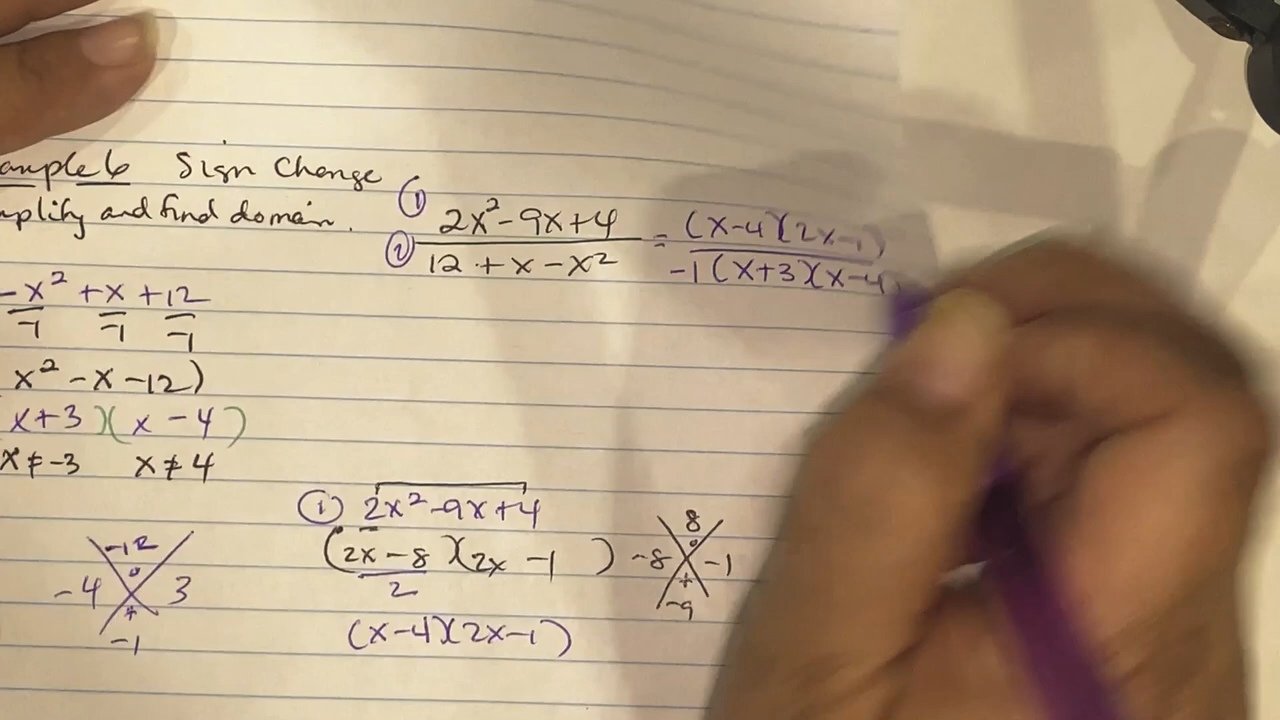 ample 6 Sign Change
mplify and find domain.
① 2x² - 9x + 4 = (x-4)(2x-1)
② 12 + x - x² -1(x+3)(x-4)
-x² + x + 12
-1 -1 -1
x² - x - 12)
x+3)(x - 4)
x ≠ -3 x ≠ 4
① 2x² - 9x + 4
(2x - 8)(2x - 1)
2
(x-4)(2x-1)
8
-8 -1
+
-9
-12
-4 3
+
-1